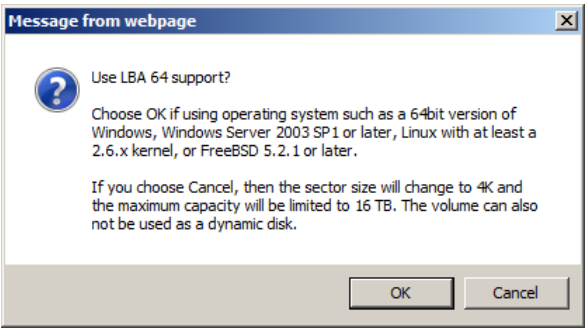 Message from webpage
Use LBA 64 support?
Choose OK if using operating system such as a 64bit version of
Windows, Windows Server 2003 SP1 or later, Linux with at least a
2.6.x kernel, or FreeBSD 5.2.1 or later.
If you choose Cancel, then the sector size will change to 4K and
the maximum capacity will be limited to 16 TB. The volume can also
not be used as a dynamic disk.
OK
Cancel